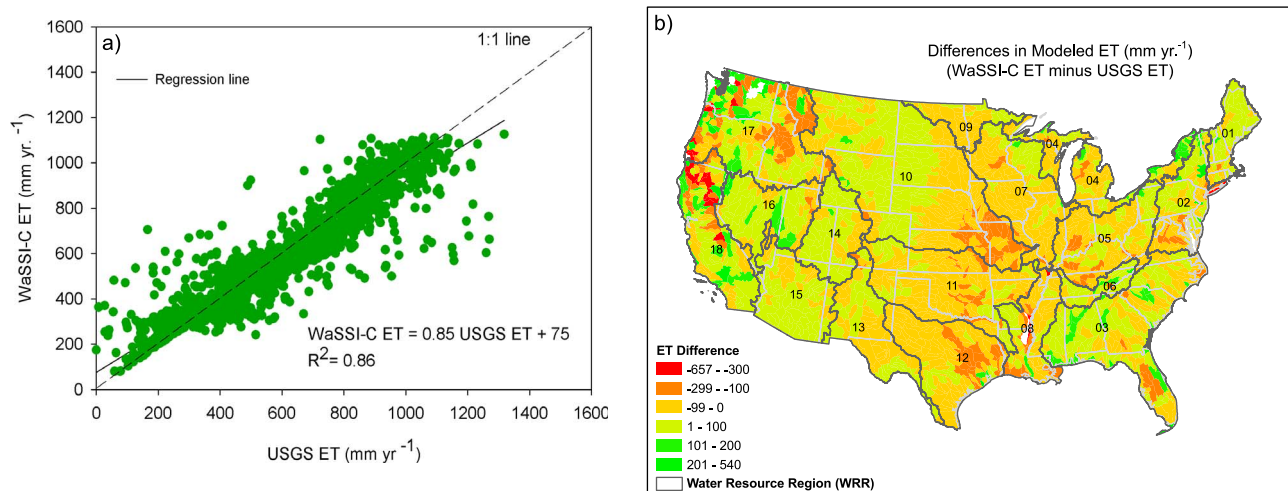 a)
1:1 line
Regression line
WaSSI-C ET (mm yr. -1)
1600
1400
1200
1000
800
600
400
200
0
WaSSI-C ET = 0.85 USGS ET + 75
R2= 0.86
0 200 400 600 800 1000 1200 1400 1600
USGS ET (mm yr -1)
b)
Differences in Modeled ET (mm yr.-1)
(WaSSI-C ET minus USGS ET)
17
09
04
01
10
04
07
02
16
14
05
18
11
06
15
13
08
03
12
ET Difference
-657 - -300
-299 - -100
-99 - 0
1 - 100
101 - 200
201 - 540
Water Resource Region (WRR)